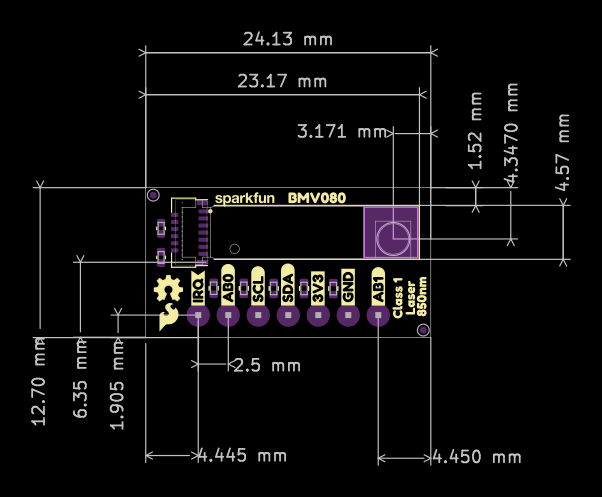 24.13 mm
23.17 mm
3.171 mm
1.52 mm
4.3470 mm
4.57 mm
sparkfun BMV080
IRQ
AB0
SCL
SDA
3V3
GND
AB1
Class 1
Laser
850nm
12.70 mm
6.35 mm
1.905 mm
2.5 mm
4.445 mm
4.450 mm